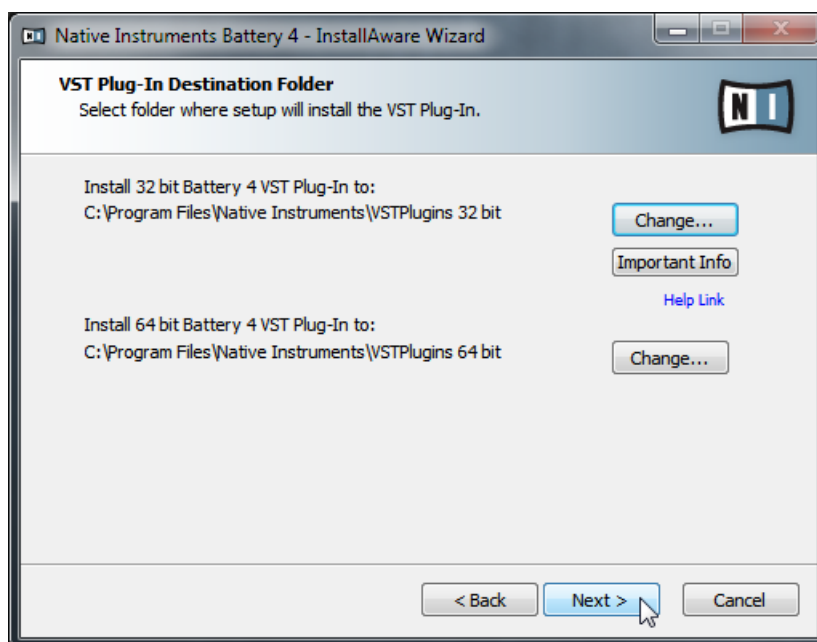 Native Instruments Battery 4 - InstallAware Wizard
VST Plug-In Destination Folder
Select folder where setup will install the VST Plug-In.
N I
Install 32 bit Battery 4 VST Plug-In to:
C:\Program Files\Native Instruments\VSTPlugins 32 bit
Change...
Important Info
Help Link
Install 64 bit Battery 4 VST Plug-In to:
C:\Program Files\Native Instruments\VSTPlugins 64 bit
Change...
< Back
Next >
Cancel